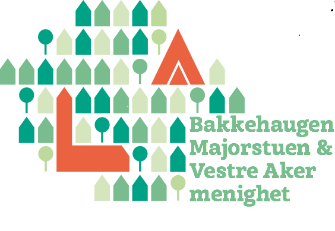 Bakkehaugen
Majorstuen &
Vestre Aker
menighet